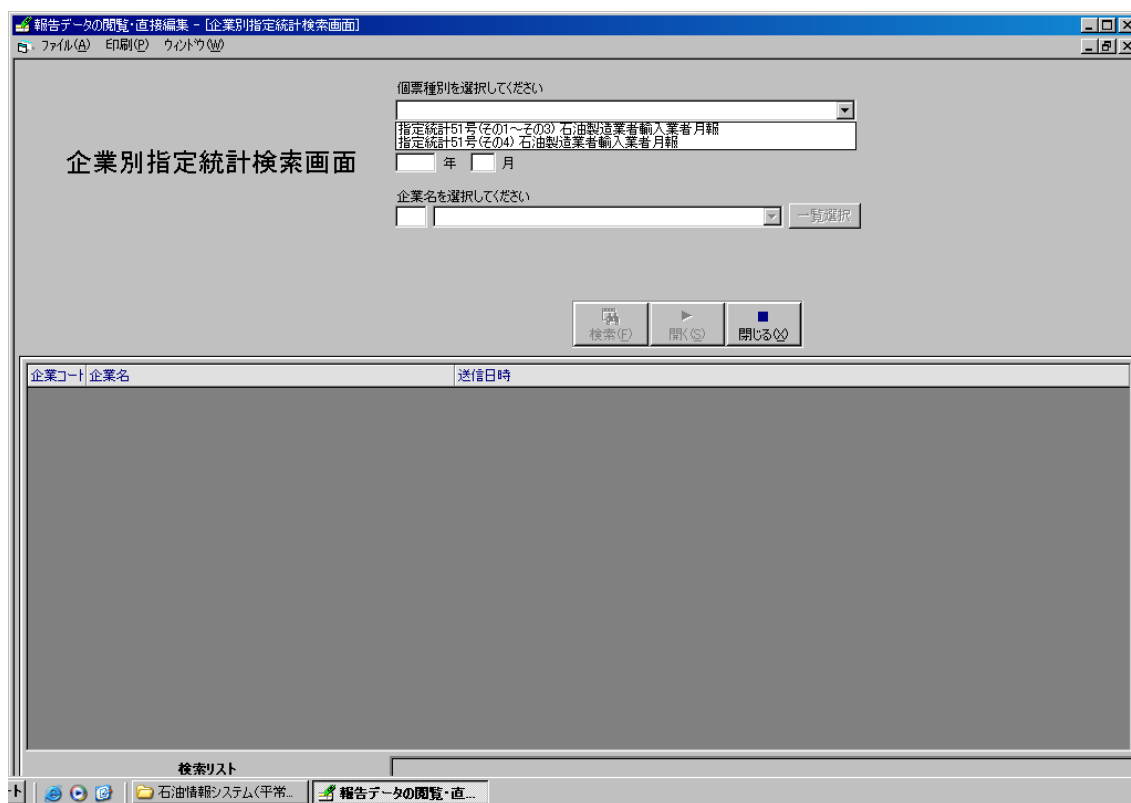 報告データの閲覧・直接編集 - [企業別指定統計検索画面]
ファイル(A) 印刷(P) ウィンドウ(W)
個票種別を選択してください
指定統計51号(その1～その3) 石油製造業者輸入業者月報
指定統計51号(その4) 石油製造業者輸入業者月報
企業別指定統計検索画面
年 月
企業名を選択してください
一覧選択
検索(F) 開く(S) 閉じる(X)
企業コード 企業名 送信日時
検索リスト
ート 石油情報システム(平常... 報告データの閲覧・直...